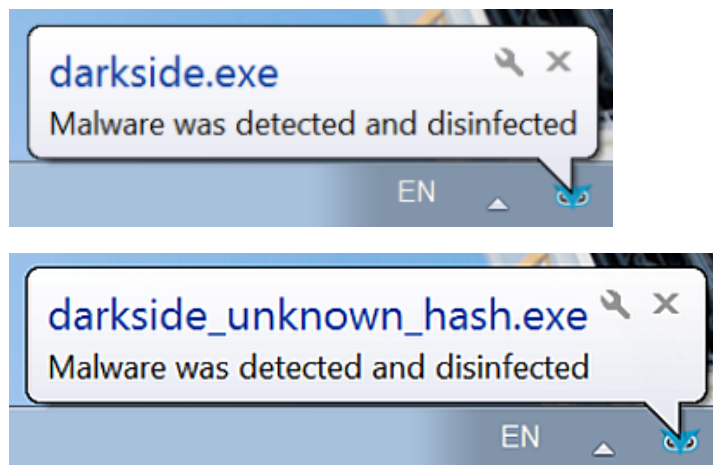 darkside.exe
Malware was detected and disinfected
EN
darkside_unknown_hash.exe
Malware was detected and disinfected
EN